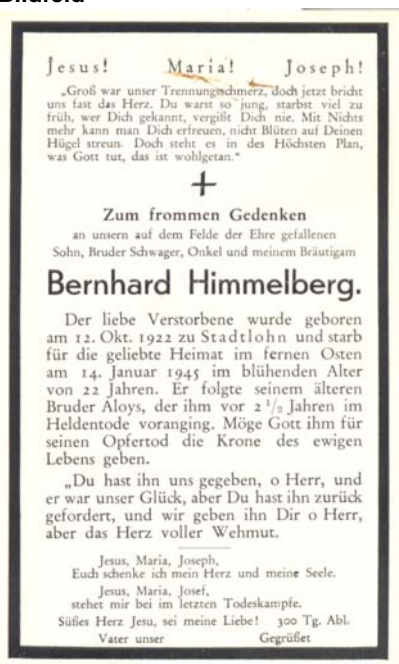 Jesus! Maria! Joseph!
„Groß war unser Trennungsschmerz, doch jetzt bricht
uns fast das Herz. Du warst so jung, starbst viel zu
früh, wer Dich gekannt, vergißt Dich nie. Mit Nichts
mehr kann man Dich erfreuen, nicht Blüten auf Deinen
Hügel streun. Doch steht es in des Höchsten Plan,
was Gott tut, das ist wohlgetan.“
Zum frommen Gedenken
an unsern auf dem Felde der Ehre gefallenen
Sohn, Bruder Schwager, Onkel und meinem Bräutigam
Bernhard Himmelberg.
Der liebe Verstorbene wurde geboren
am 12. Okt. 1922 zu Stadtlohn und starb
für die geliebte Heimat im fernen Osten
am 14. Januar 1945 im blühenden Alter
von 22 Jahren. Er folgte seinem älteren
Bruder Aloys, der ihm vor 2 1/2 Jahren im
Heldentode voranging. Möge Gott ihm für
seinen Opfertod die Krone des ewigen
Lebens geben.
„Du hast ihn uns gegeben, o Herr, und
er war unser Glück, aber Du hast ihn zurück
gefordert, und wir geben ihn Dir o Herr,
aber das Herz voller Wehmut.
Jesus, Maria, Joseph,
Euch schenke ich mein Herz und meine Seele.
Jesus, Maria, Josef,
stehet mir bei im letzten Todeskampfe.
Süßes Herz Jesu, sei meine Liebe! 300 Tg. Abl.
Vater unser Gegrüßet